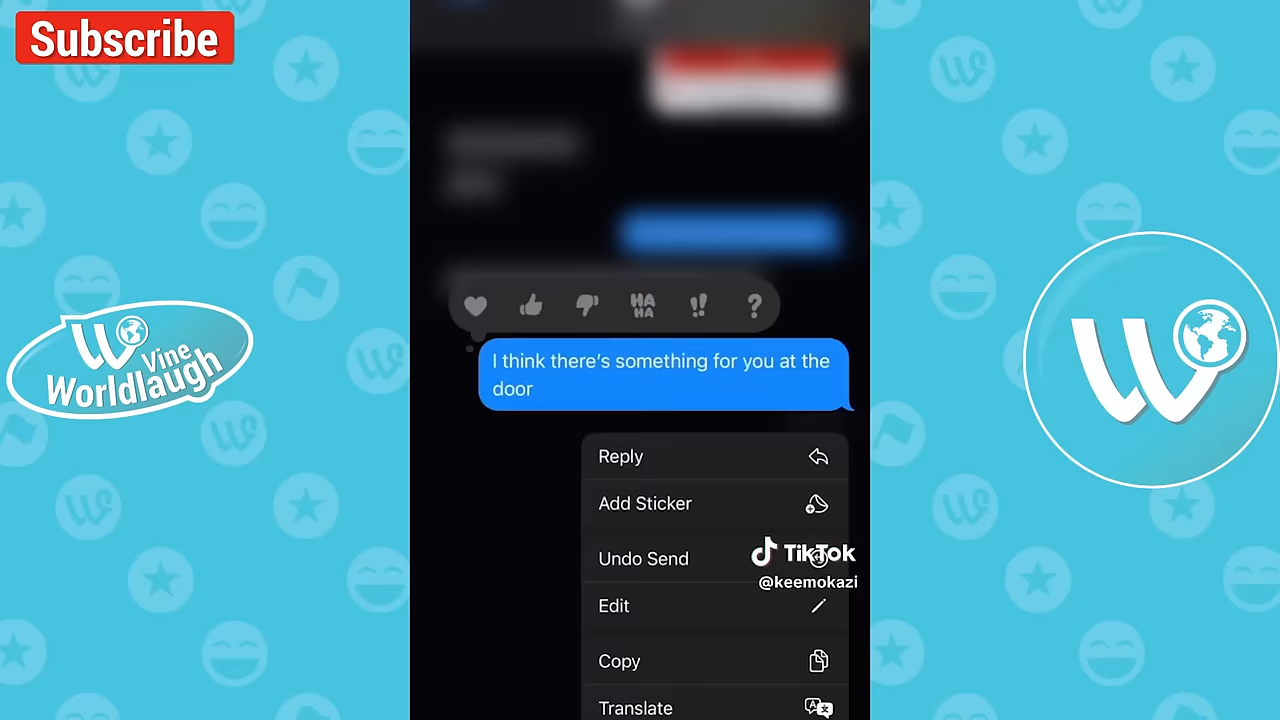 Subscribe
HA
HA
!!
?
I think there’s something for you at the
door
Reply
Add Sticker
Undo Send
TikTok
@keemokazi
Edit
Copy
Translate
W
Vine
Worldlaugh
W